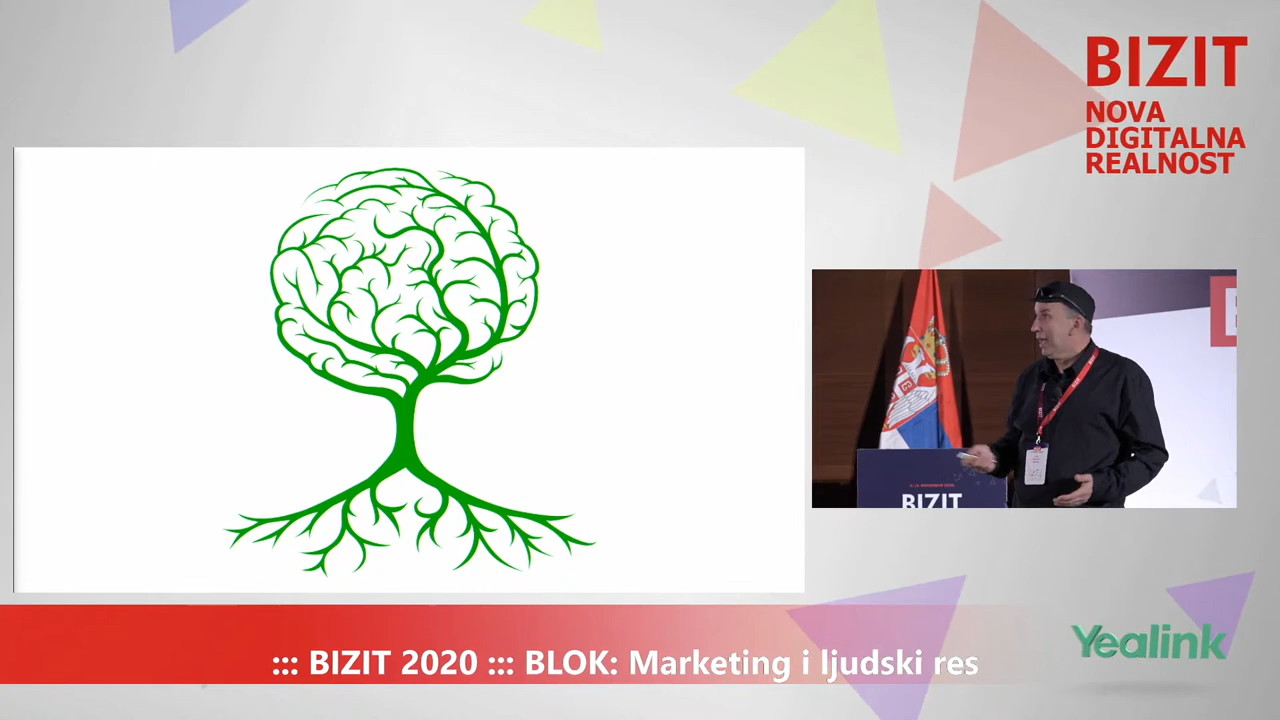 BIZIT
NOVA
DIGITALNA
REALNOST
BIZIT
::: BIZIT 2020 ::: BLOK: Marketing i ljudski res
Yealink